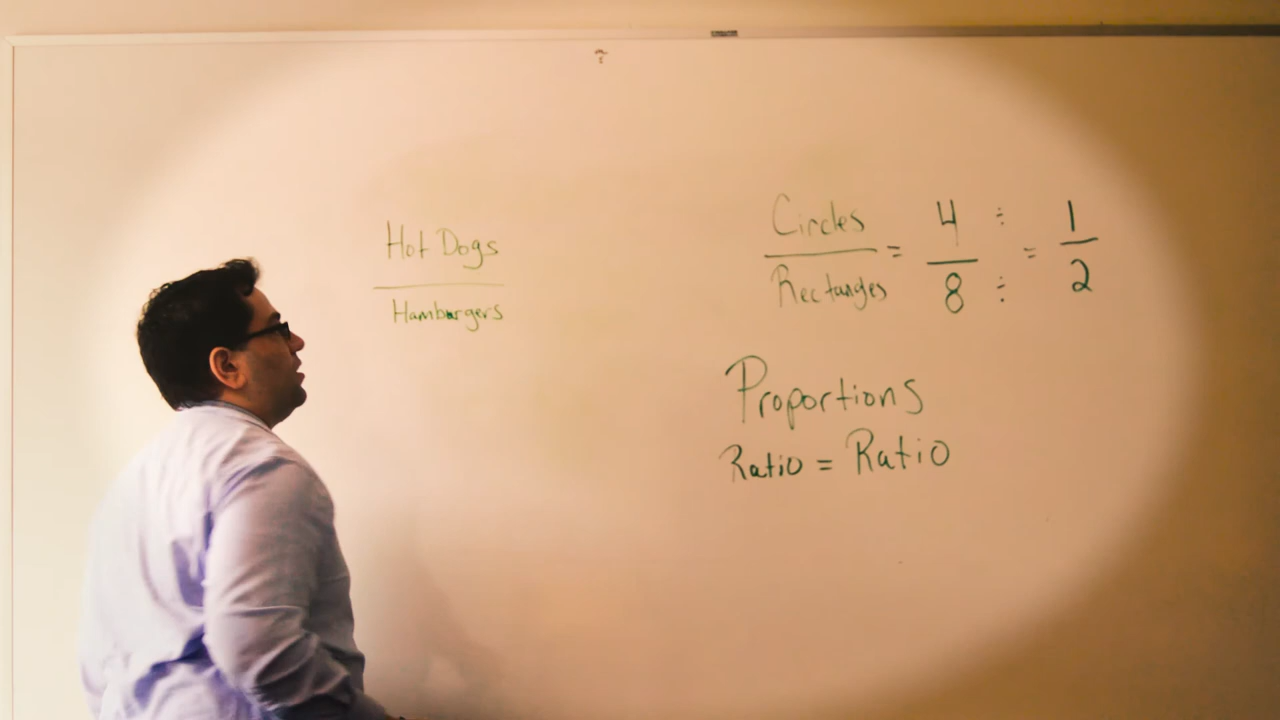 Hot Dogs
Hamburgers
Circles
Rectangles
= 4 ÷
8 ÷
= 1
2
Proportions
Ratio = Ratio